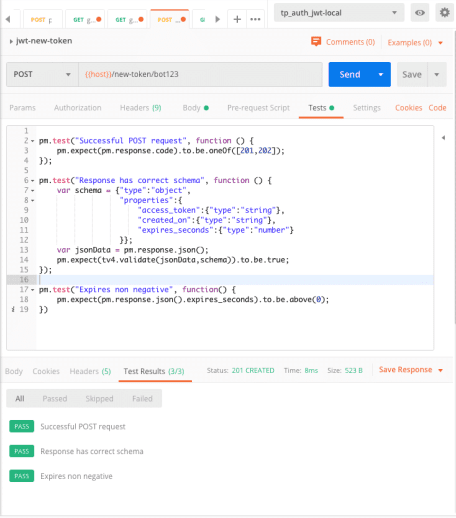 POST
GET g...
GET g...
POST ...
tp_auth_jwt-local
jwt-new-token
Comments (0)
Examples (0)
POST
{{host}}/new-token/bot123
Send
Save
Params
Authorization
Headers (9)
Body
Pre-request Script
Tests
Settings
Cookies
Code
1
2 pm.test("Successful POST request", function () {
3 pm.expect(pm.response.code).to.be.oneOf([201,202]);
4 });
5
6 pm.test("Response has correct schema", function () {
7 var schema = {"type":"object",
8 "properties":{
9 "access_token":{"type":"string"},
10 "created_on":{"type":"string"},
11 "expires_seconds":{"type":"number"}
12 }};
13 var jsonData = pm.response.json();
14 pm.expect(tv4.validate(jsonData,schema)).to.be.true;
15 });
16
17 pm.test("Expires non negative", function() {
18 pm.expect(pm.response.json().expires_seconds).to.be.above(0);
i 19 })
Body
Cookies
Headers (5)
Test Results (3/3)
Status: 201 CREATED
Time: 8ms
Size: 523 B
Save Response
All
Passed
Skipped
Failed
PASS Successful POST request
PASS Response has correct schema
PASS Expires non negative